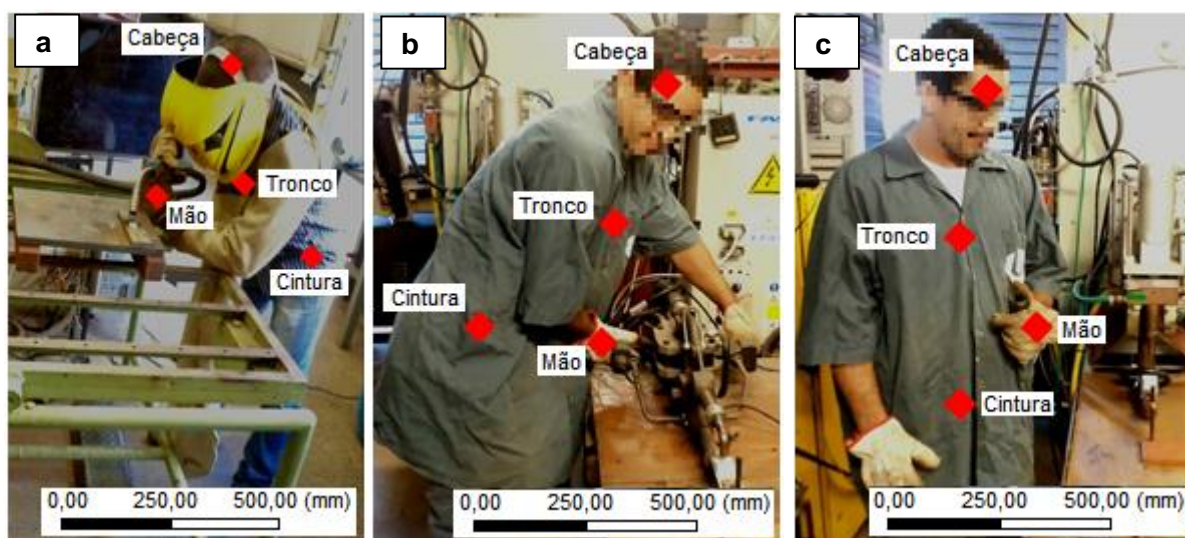 a
Cabeça
Tronco
Mão
Cintura
0,00 250,00 500,00 (mm)
b
Cabeça
Tronco
Cintura
Mão
0,00 250,00 500,00 (mm)
c
Cabeça
Tronco
Mão
Cintura
0,00 250,00 500,00 (mm)